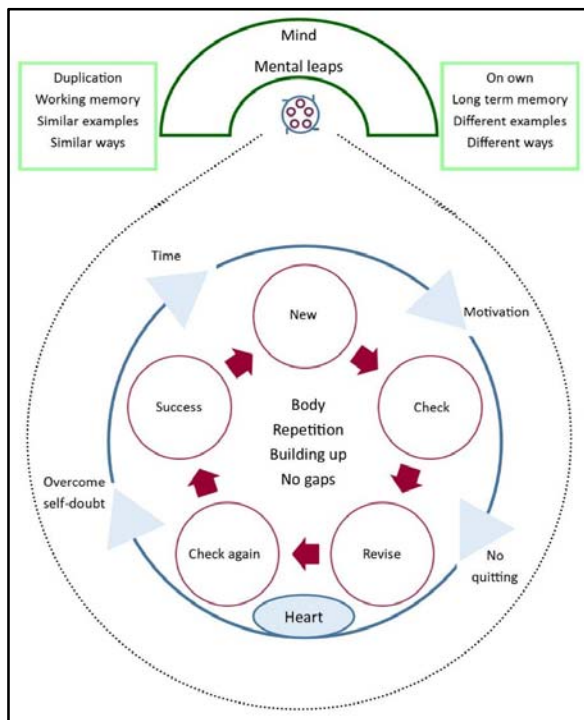 Mind
Mental leaps
Duplication
Working memory
Similar examples
Similar ways
On own
Long term memory
Different examples
Different ways
Time
Motivation
New
Success
Check
Body
Repetition
Building up
No gaps
Overcome
self-doubt
Check again
Revise
No
quitting
Heart